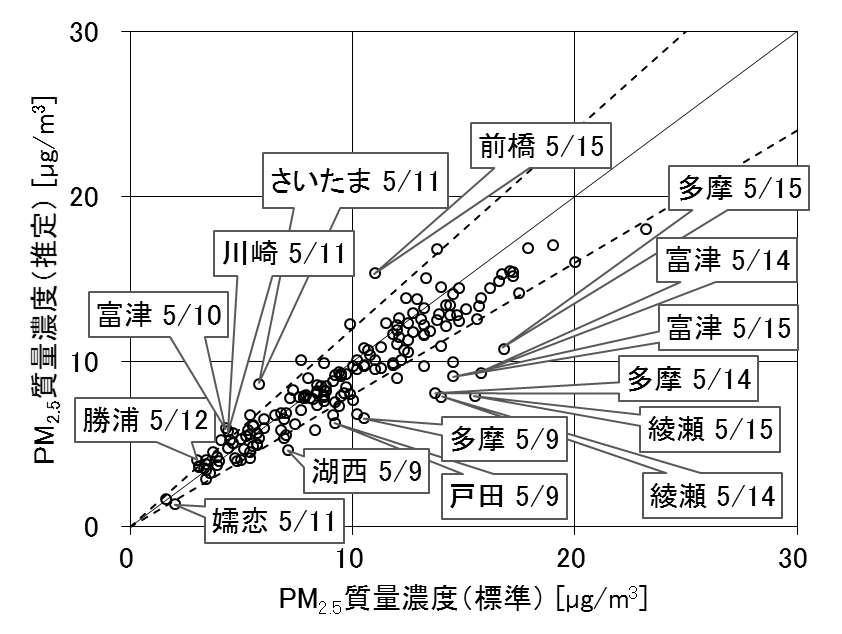 30
前橋 5/15
さいたま 5/11
多摩 5/15
20
川崎 5/11
富津 5/14
富津 5/10
富津 5/15
10
多摩 5/14
勝浦 5/12
綾瀬 5/15
多摩 5/9
湖西 5/9
戸田 5/9
綾瀬 5/14
嬬恋 5/11
0
0
10
20
30
PM2.5質量濃度(標準) [μg/m3]
PM2.5質量濃度(推定) [μg/m3]